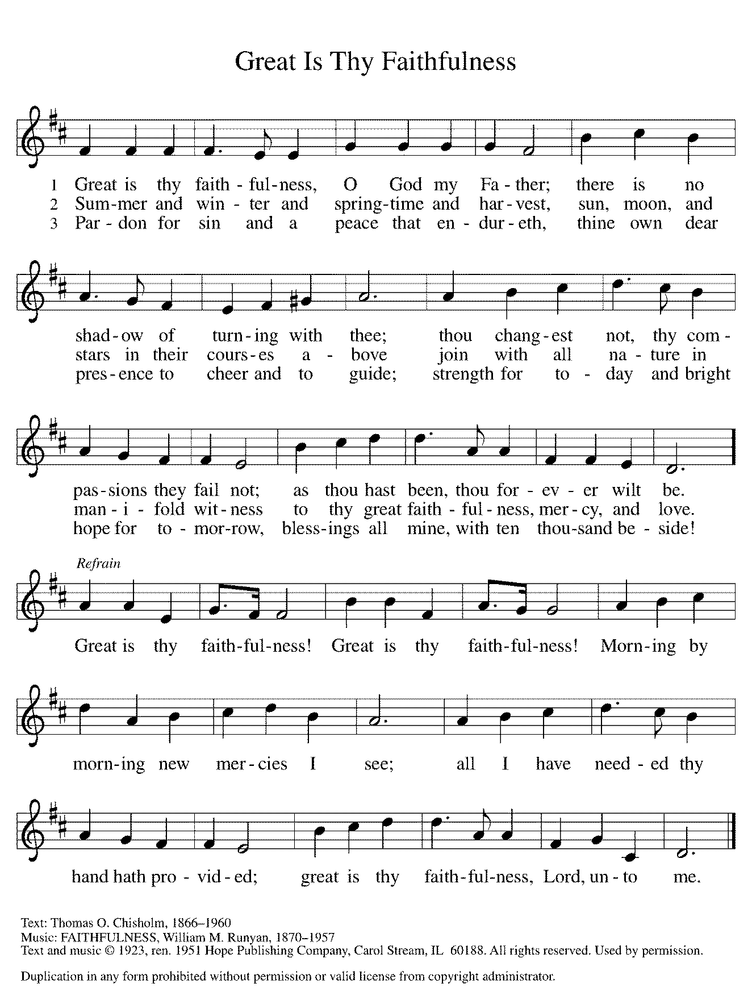 Great Is Thy Faithfulness
1 Great is thy faith - ful-ness, O God my Fa - ther; there is no
2 Sum-mer and win - ter and spring-time and har - vest, sun, moon, and
3 Par - don for sin and a peace that en - dur - eth, thine own dear
shad - ow of turn - ing with thee; thou chang - est not, thy com -
stars in their cours - es a - bove join with all na - ture in
pres - ence to cheer and to guide; strength for to - day and bright
pas - sions they fail not; as thou hast been, thou for - ev - er wilt be.
man - i - fold wit - ness to thy great faith - ful - ness, mer - cy, and love.
hope for to - mor-row, bless-ings all mine, with ten thou-sand be - side!
Refrain
Great is thy faith-ful-ness! Great is thy faith-ful-ness! Morn-ing by
morn-ing new mer - cies I see; all I have need - ed thy
hand hath pro - vid - ed; great is thy faith-ful-ness, Lord, un - to me.
Text: Thomas O. Chisholm, 1866–1960
Music: FAITHFULNESS, William M. Runyan, 1870–1957
Text and music © 1923, ren. 1951 Hope Publishing Company, Carol Stream, IL 60188. All rights reserved. Used by permission.
Duplication in any form prohibited without permission or valid license from copyright administrator.